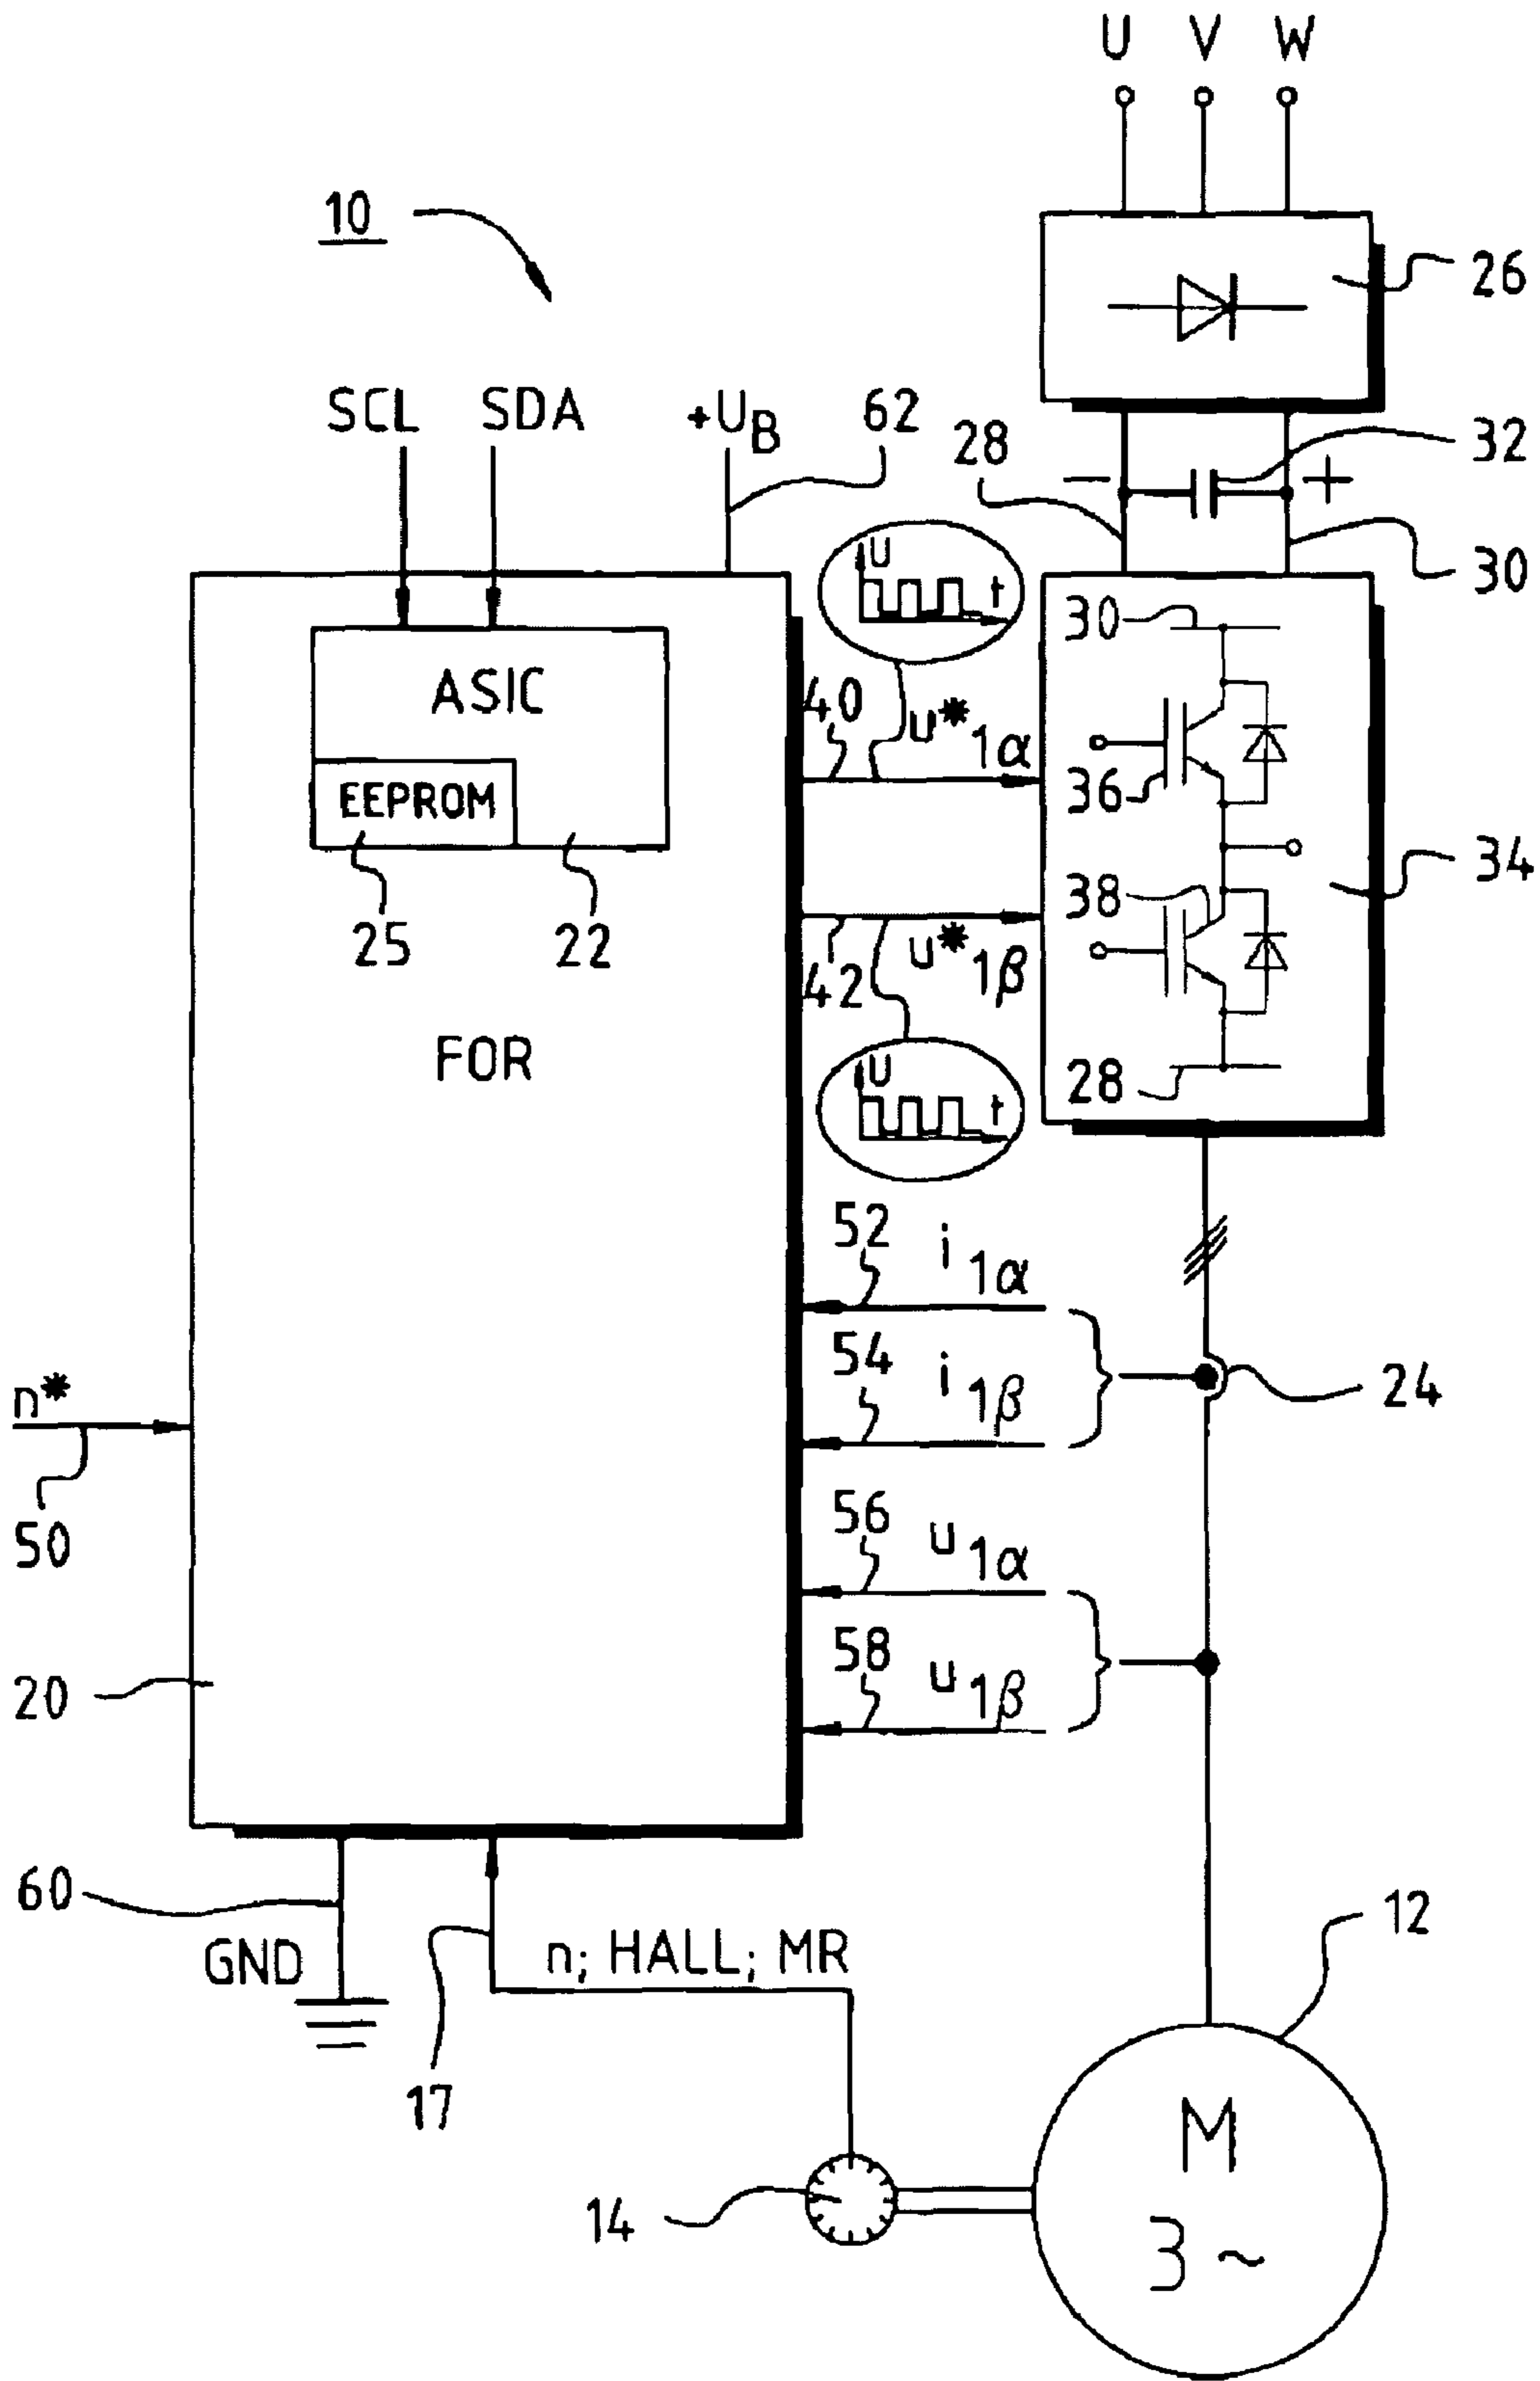 U V W
10
26
SCL SDA +U_B 62 28 32
− +
U t
30
30
ASIC
40 u*1α
EEPROM
36
34
38
25 22
42 u*1β
FOR
28
U t
52 i1α
54 i1β
24
n*
50
56 u1α
58 u1β
20
60
GND
n; HALL; MR
12
17
M
14
3 ~